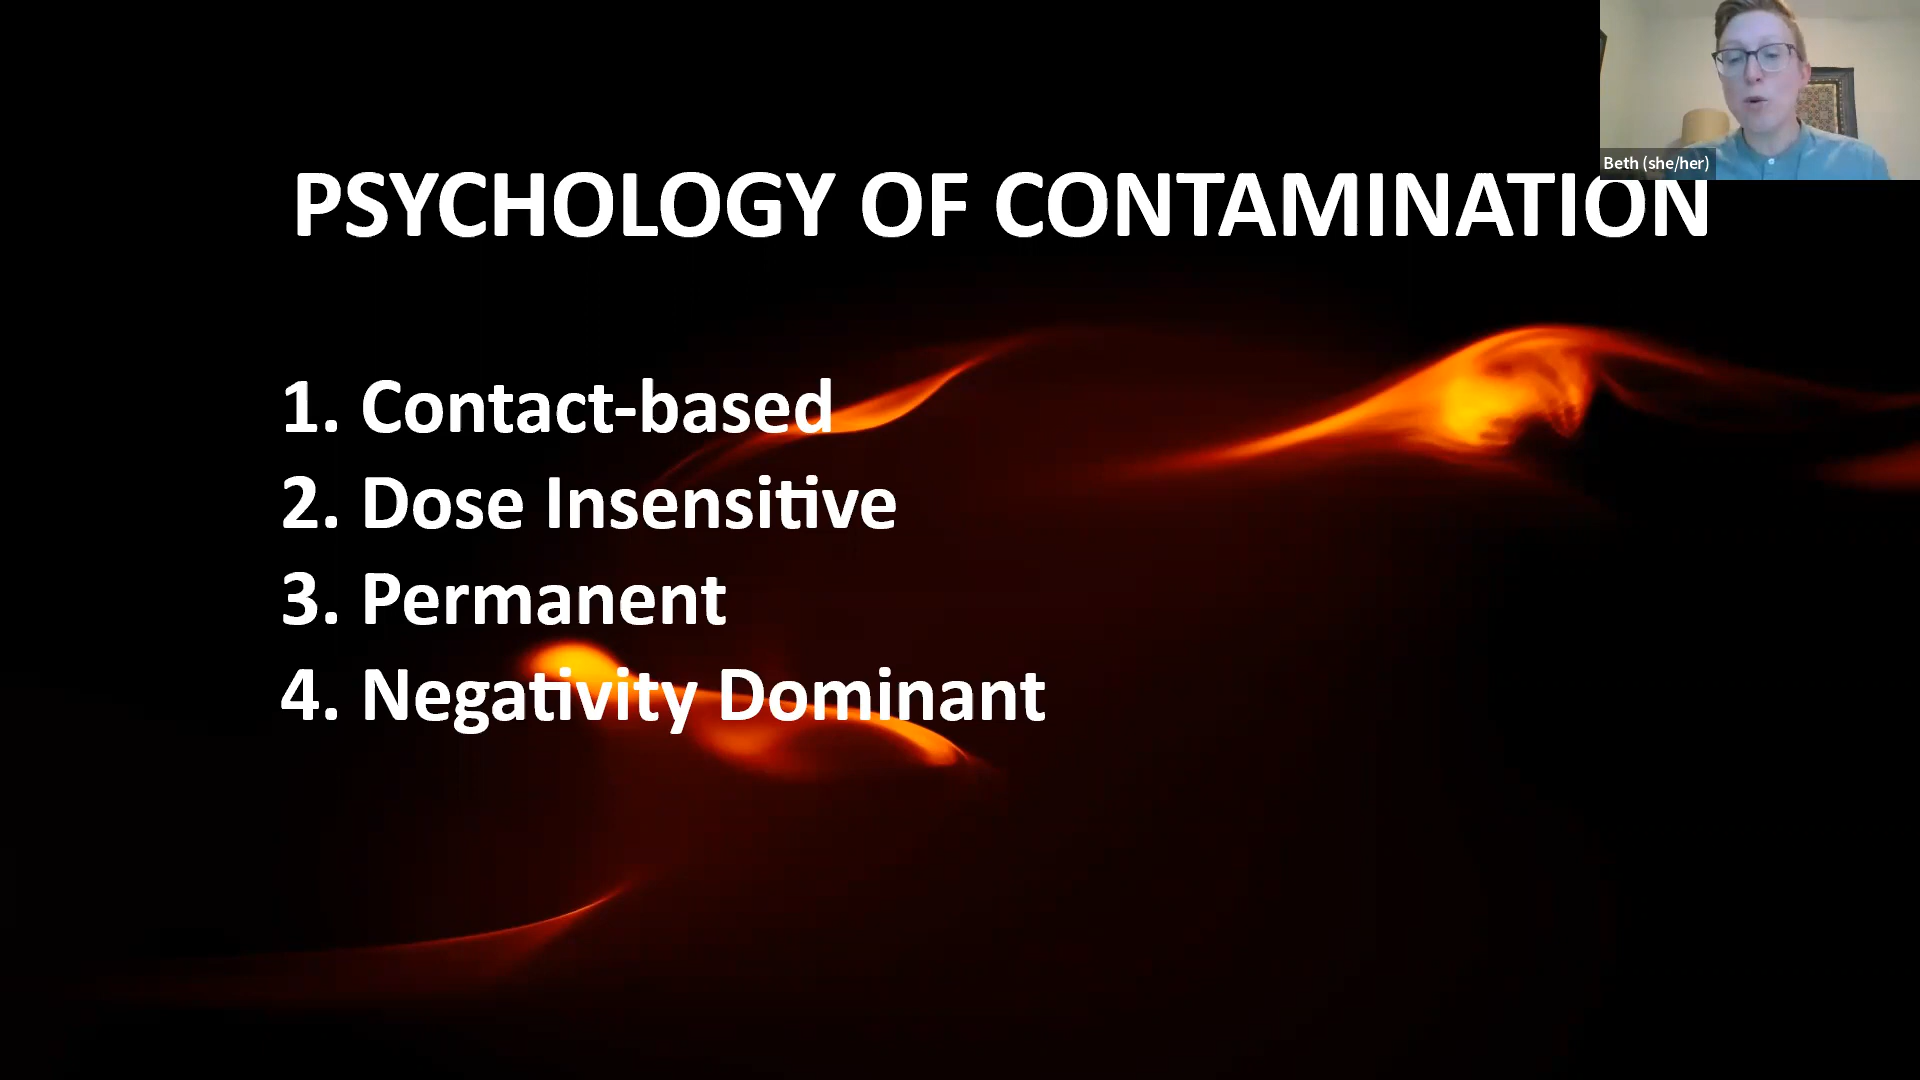 Beth (she/her)
PSYCHOLOGY OF CONTAMINATION
1. Contact-based
2. Dose Insensitive
3. Permanent
4. Negativity Dominant